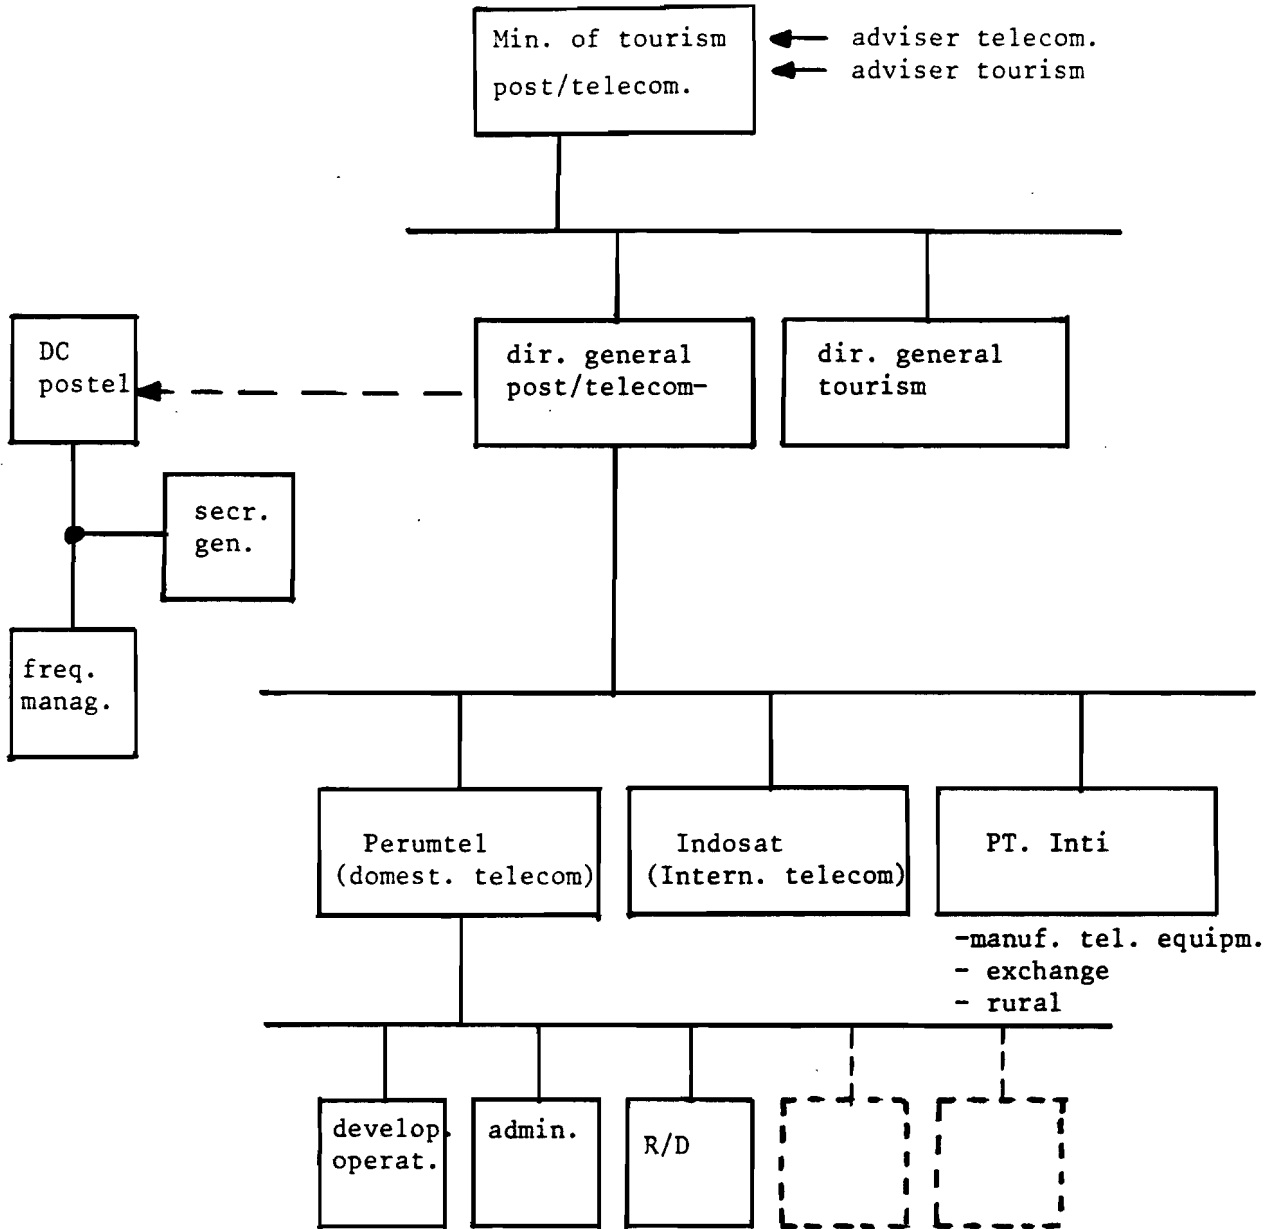 Min. of tourism
post/telecom.
adviser telecom.
adviser tourism
DC
postel
dir. general
post/telecom-
dir. general
tourism
secr.
gen.
freq.
manag.
Perumtel
(domest. telecom)
Indosat
(Intern. telecom)
PT. Inti
-manuf. tel. equipm.
- exchange
- rural
develop.
operat.
admin.
R/D